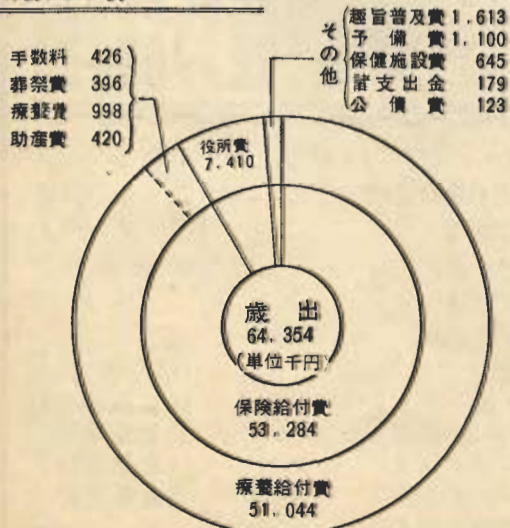 手数料 426
葬祭費 396
療養費 998
助産費 420
その他
趣旨普及費 1.613
予備費 1.100
保健施設費 645
諸支出金 179
公債費 123
役所費
7.410
歳出
64.354
(単位千円)
保険給付費
53.284
療養給付費
51.044